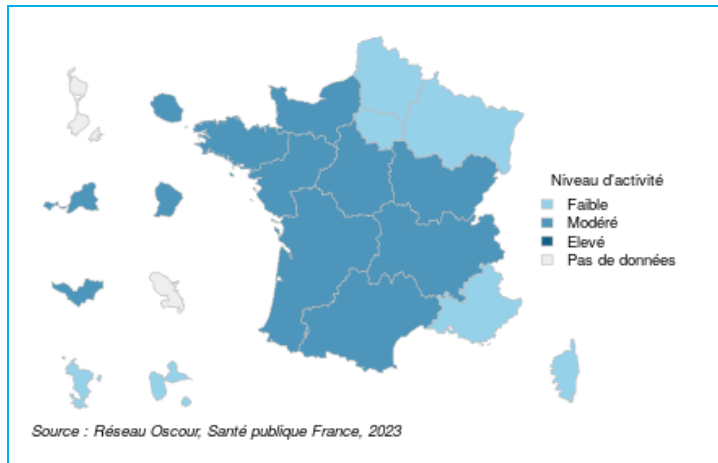 Niveau d'activité
Faible
Modéré
Elevé
Pas de données
Source : Réseau Oscour, Santé publique France, 2023